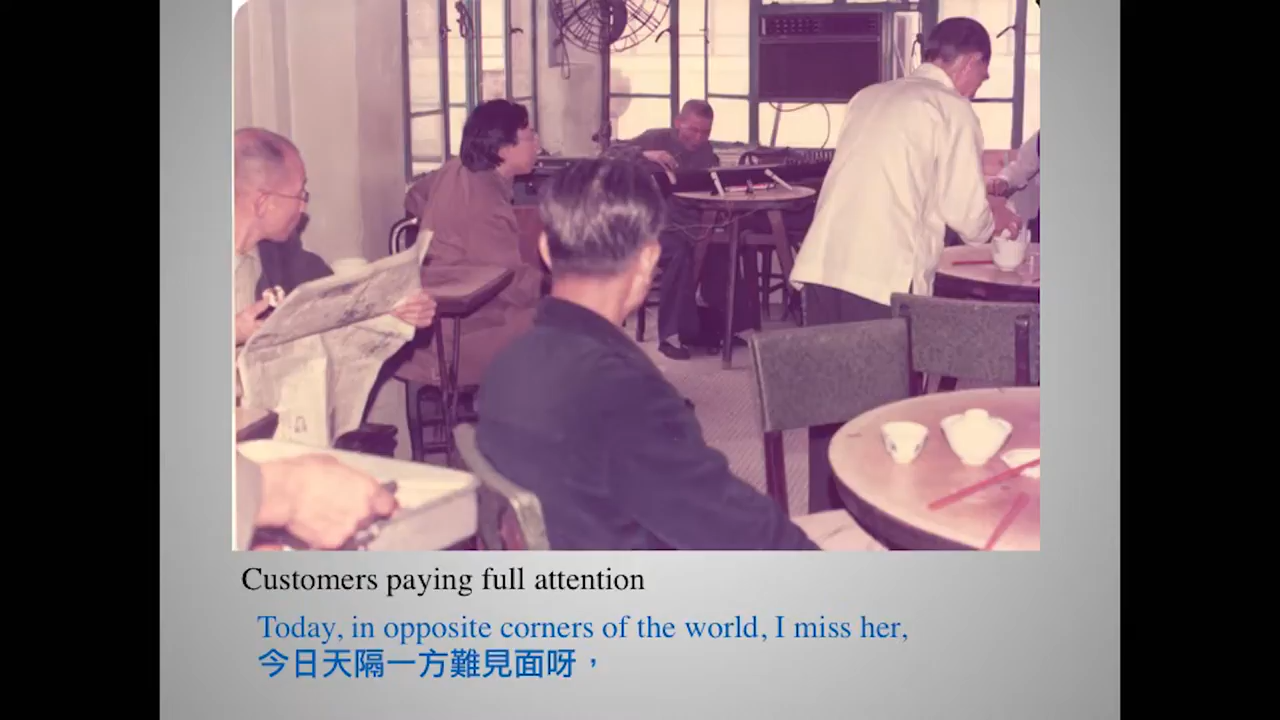 Customers paying full attention
Today, in opposite corners of the world, I miss her,
今日天隔一方難見面呀，